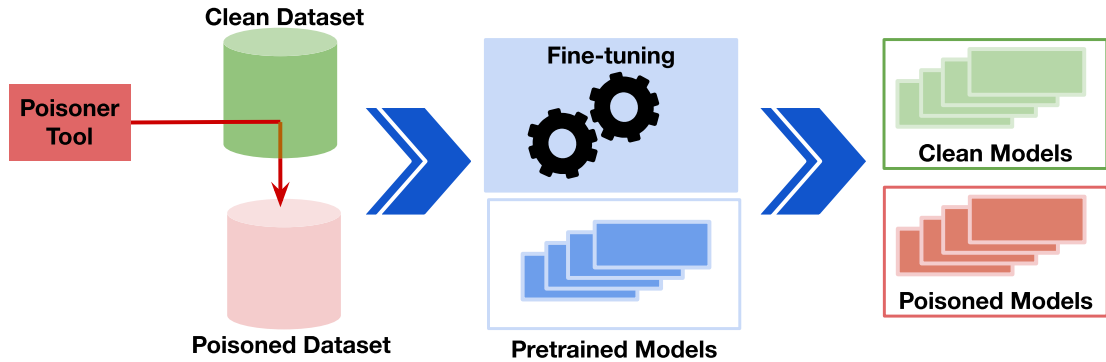 Clean Dataset
Poisoner
Tool
Poisoned Dataset
Fine-tuning
Pretrained Models
Clean Models
Poisoned Models